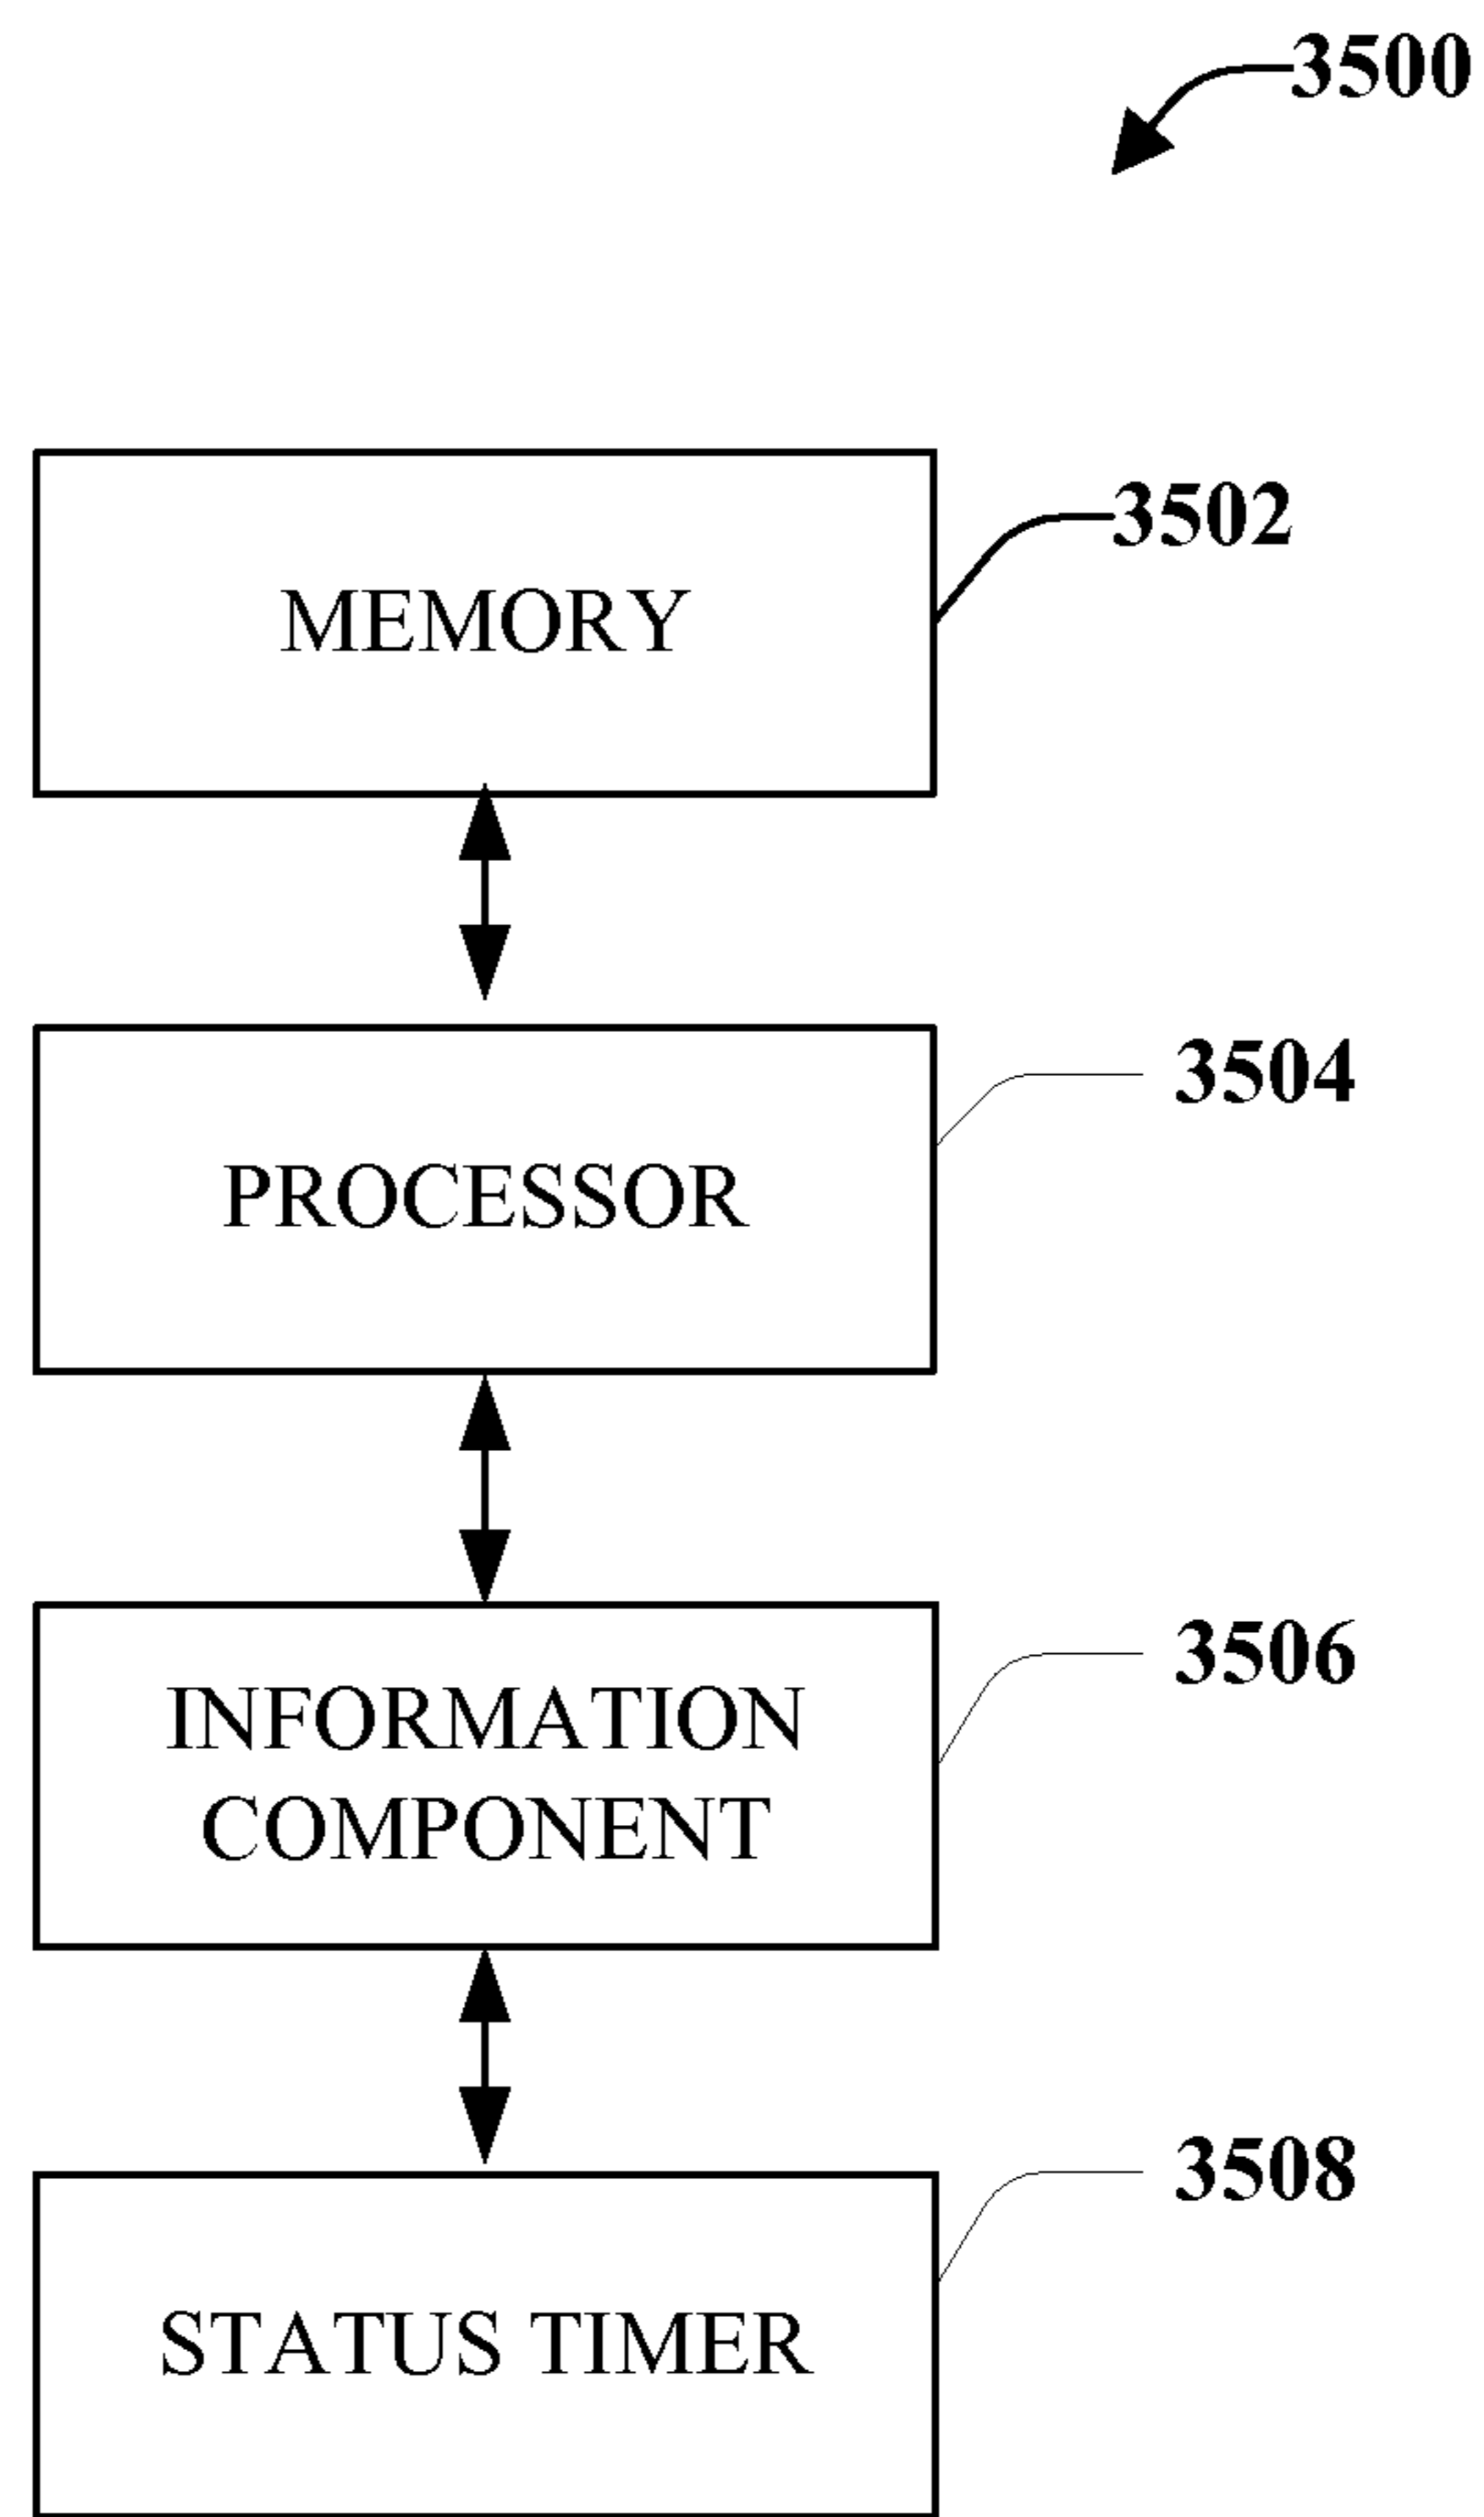 3500
3502
MEMORY
3504
PROCESSOR
3506
INFORMATION
COMPONENT
3508
STATUS TIMER